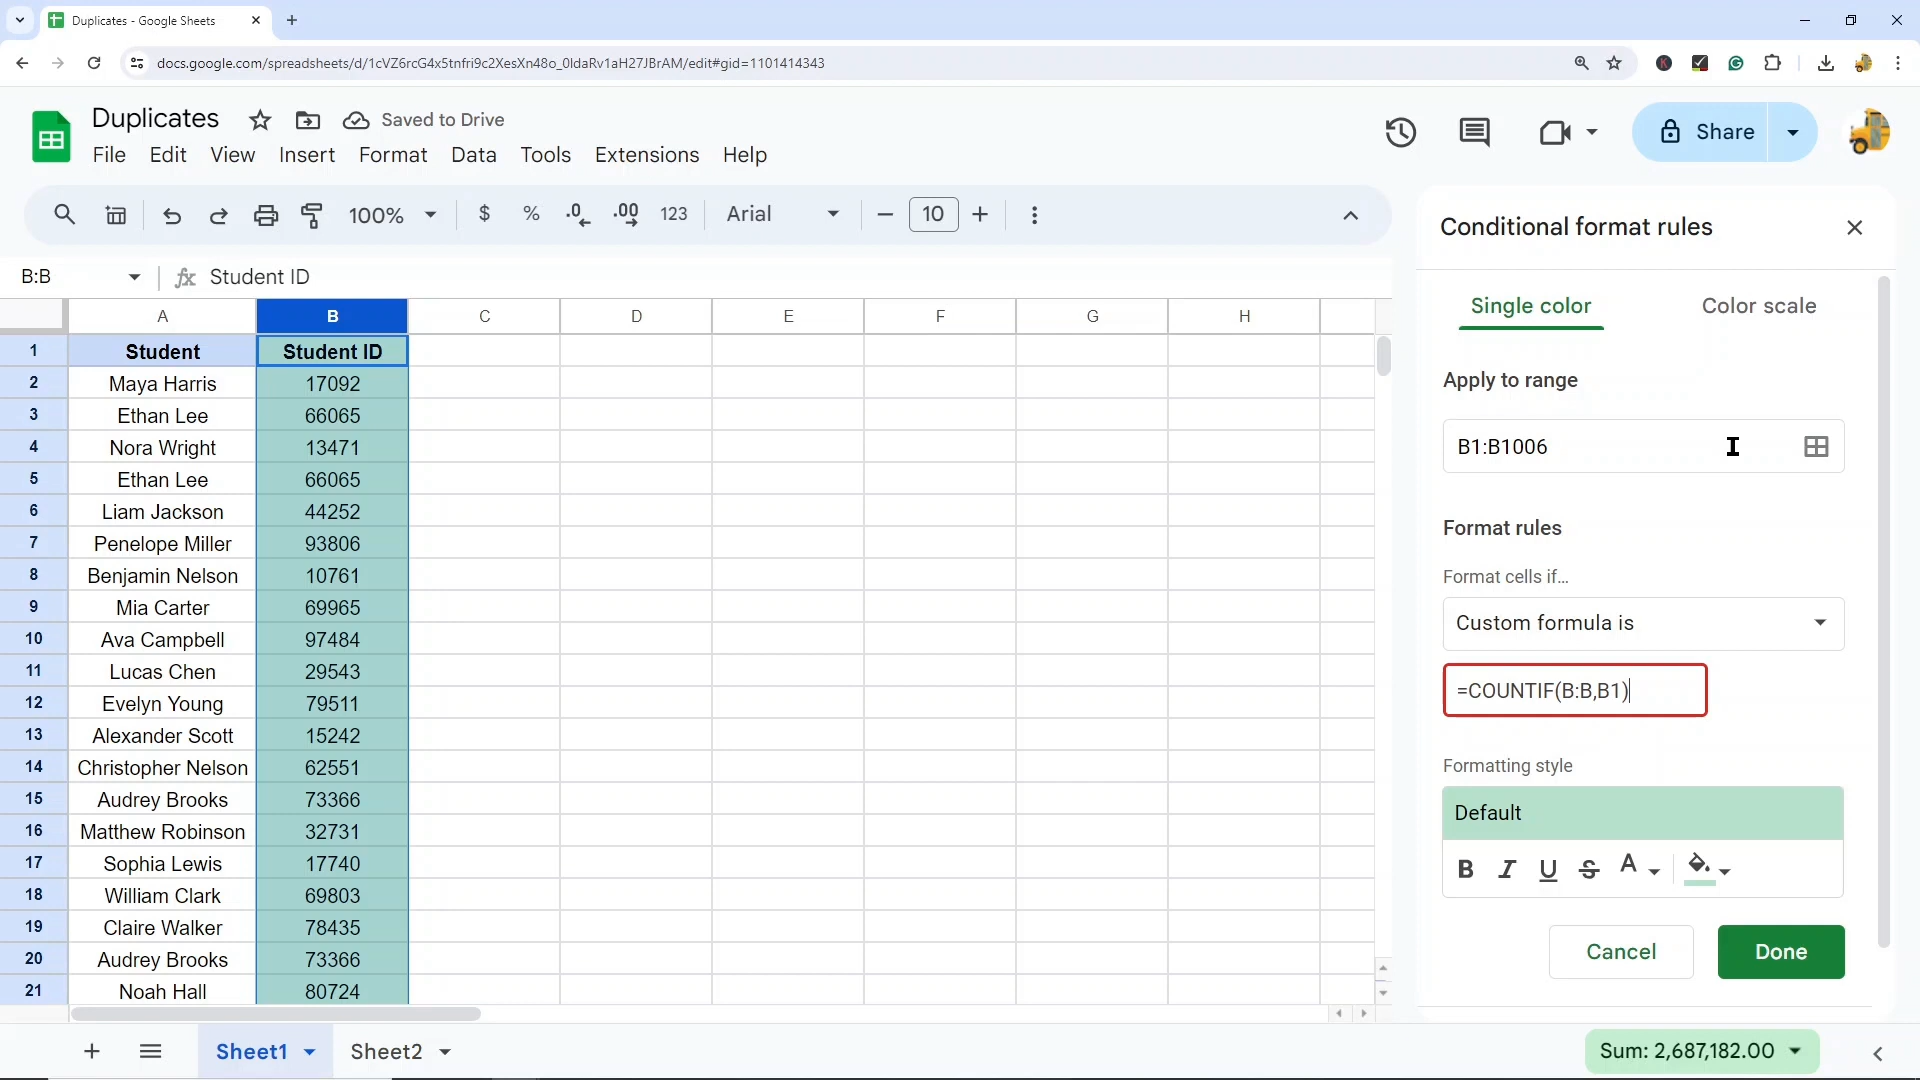 Duplicates - Google Sheets
docs.google.com/spreadsheets/d/1cVZ6rcG4x5tnfri9c2XesXn48o_0IdaRv1aH27JBrAM/edit#gid=1101414343
Duplicates Saved to Drive
File Edit View Insert Format Data Tools Extensions Help
Share
100% $ % .0 .00 123 Arial 10
B:B Student ID
A B C D E F G H
1 Student Student ID
2 Maya Harris 17092
3 Ethan Lee 66065
4 Nora Wright 13471
5 Ethan Lee 66065
6 Liam Jackson 44252
7 Penelope Miller 93806
8 Benjamin Nelson 10761
9 Mia Carter 69965
10 Ava Campbell 97484
11 Lucas Chen 29543
12 Evelyn Young 79511
13 Alexander Scott 15242
14 Christopher Nelson 62551
15 Audrey Brooks 73366
16 Matthew Robinson 32731
17 Sophia Lewis 17740
18 William Clark 69803
19 Claire Walker 78435
20 Audrey Brooks 73366
21 Noah Hall 80724
Conditional format rules
Single color Color scale
Apply to range
B1:B1006
Format rules
Format cells if…
Custom formula is
=COUNTIF(B:B,B1)
Formatting style
Default
B I U S A
Cancel Done
Sheet1 Sheet2
Sum: 2,687,182.00